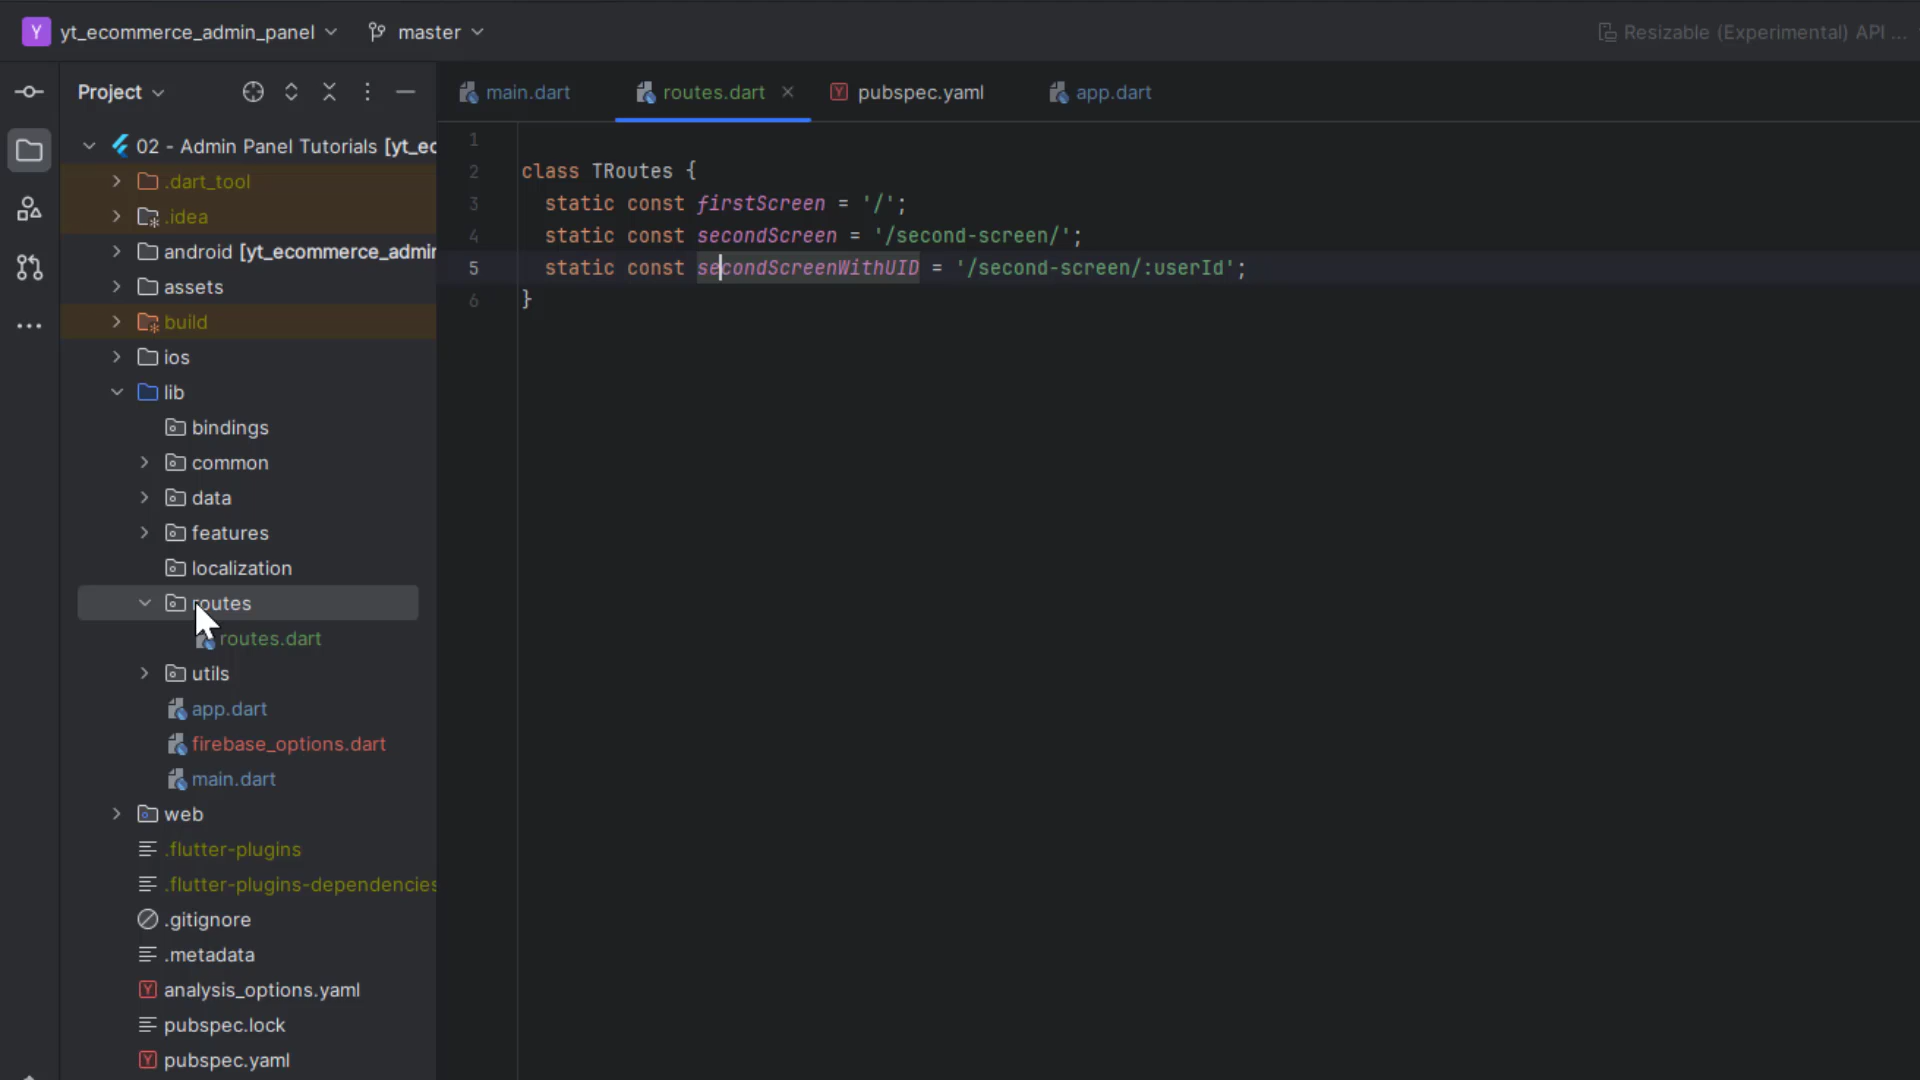 Y yt_ecommerce_admin_panel master Resizable (Experimental) API ...
Project
main.dart routes.dart pubspec.yaml app.dart
02 - Admin Panel Tutorials [yt_ec
.dart_tool
.idea
android [yt_ecommerce_admin
assets
build
ios
lib
bindings
common
data
features
localization
routes
routes.dart
utils
app.dart
firebase_options.dart
main.dart
web
.flutter-plugins
.flutter-plugins-dependencies
.gitignore
.metadata
analysis_options.yaml
pubspec.lock
pubspec.yaml
1
2 class TRoutes {
3 static const firstScreen = '/';
4 static const secondScreen = '/second-screen/';
5 static const secondScreenWithUID = '/second-screen/:userId';
6 }